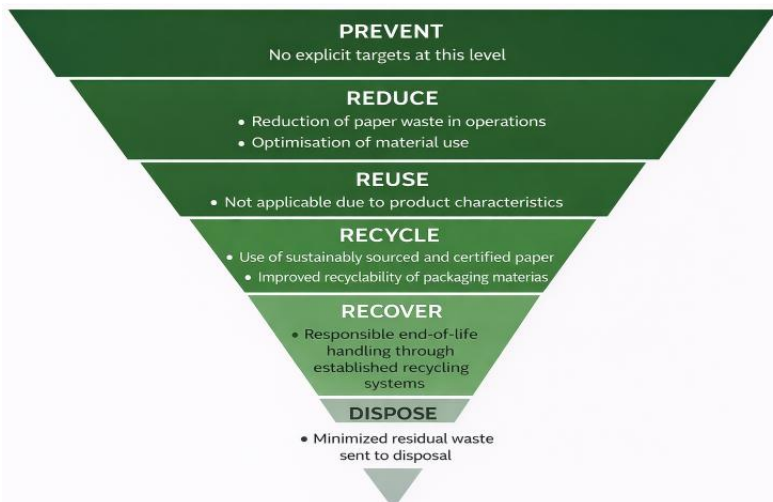 PREVENT
No explicit targets at this level
REDUCE
• Reduction of paper waste in operations
• Optimisation of material use
REUSE
• Not applicable due to product characteristics
RECYCLE
• Use of sustainably sourced and certified paper
• Improved recyclability of packaging materias
RECOVER
• Responsible end-of-life
handling through
established recycling
systems
DISPOSE
• Minimized residual waste
sent to disposal